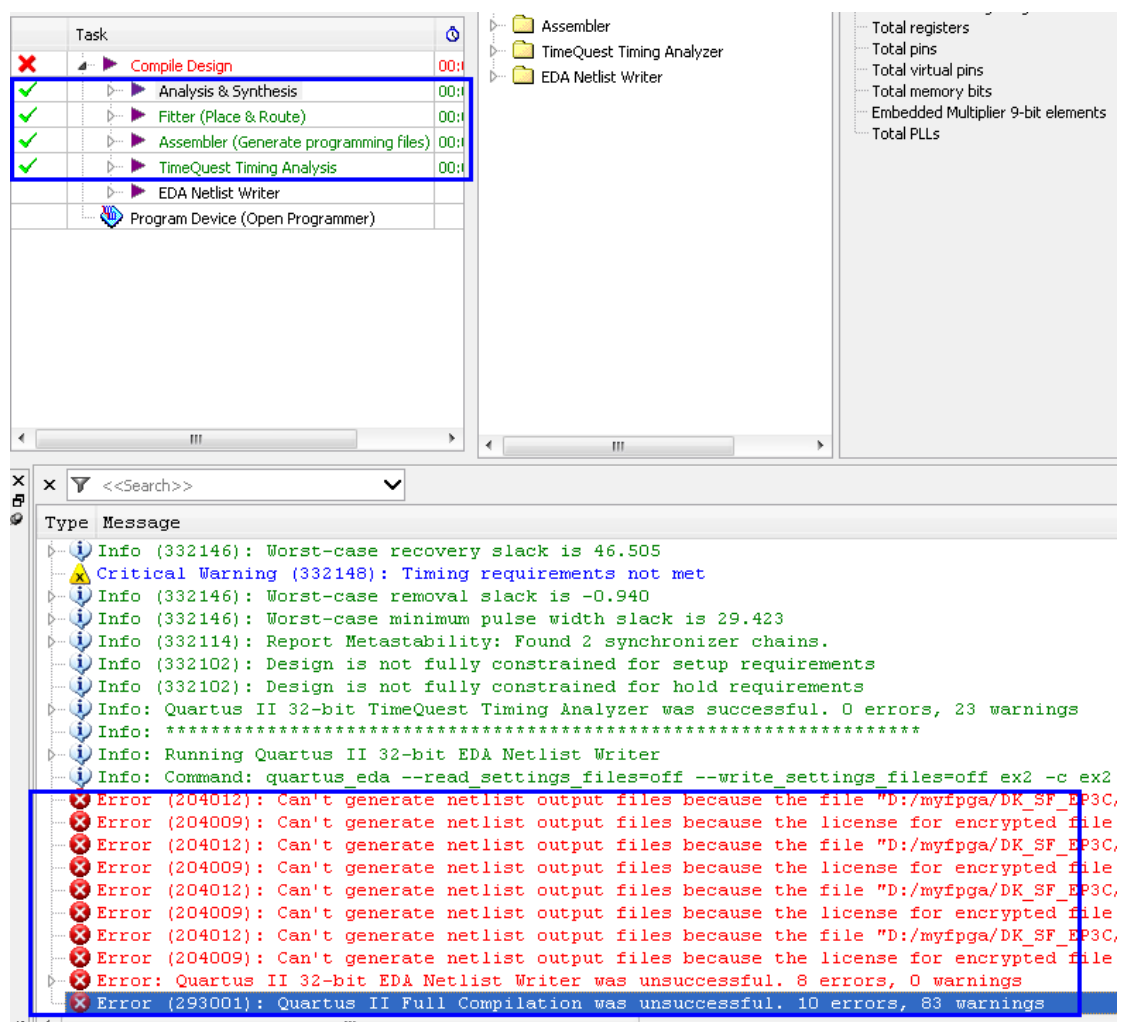 Task
Compile Design 00:
Analysis & Synthesis 00:
Fitter (Place & Route) 00:
Assembler (Generate programming files) 00:
TimeQuest Timing Analysis 00:
EDA Netlist Writer
Program Device (Open Programmer)
Assembler
TimeQuest Timing Analyzer
EDA Netlist Writer
Total registers
Total pins
Total virtual pins
Total memory bits
Embedded Multiplier 9-bit elements
Total PLLs
<<Search>>
Type Message
Info (332146): Worst-case recovery slack is 46.505
Critical Warning (332148): Timing requirements not met
Info (332146): Worst-case removal slack is -0.940
Info (332146): Worst-case minimum pulse width slack is 29.423
Info (332114): Report Metastability: Found 2 synchronizer chains.
Info (332102): Design is not fully constrained for setup requirements
Info (332102): Design is not fully constrained for hold requirements
Info: Quartus II 32-bit TimeQuest Timing Analyzer was successful. 0 errors, 23 warnings
Info: *******************************************************************
Info: Running Quartus II 32-bit EDA Netlist Writer
Info: Command: quartus_eda --read_settings_files=off --write_settings_files=off ex2 -c ex2
Error (204012): Can't generate netlist output files because the file "D:/myfpga/DK_SF_EP3C/
Error (204009): Can't generate netlist output files because the license for encrypted file
Error (204012): Can't generate netlist output files because the file "D:/myfpga/DK_SF_EP3C/
Error (204009): Can't generate netlist output files because the license for encrypted file
Error (204012): Can't generate netlist output files because the file "D:/myfpga/DK_SF_EP3C/
Error (204009): Can't generate netlist output files because the license for encrypted file
Error (204012): Can't generate netlist output files because the file "D:/myfpga/DK_SF_EP3C/
Error (204009): Can't generate netlist output files because the license for encrypted file
Error: Quartus II 32-bit EDA Netlist Writer was unsuccessful. 8 errors, 0 warnings
Error (293001): Quartus II Full Compilation was unsuccessful. 10 errors, 83 warnings